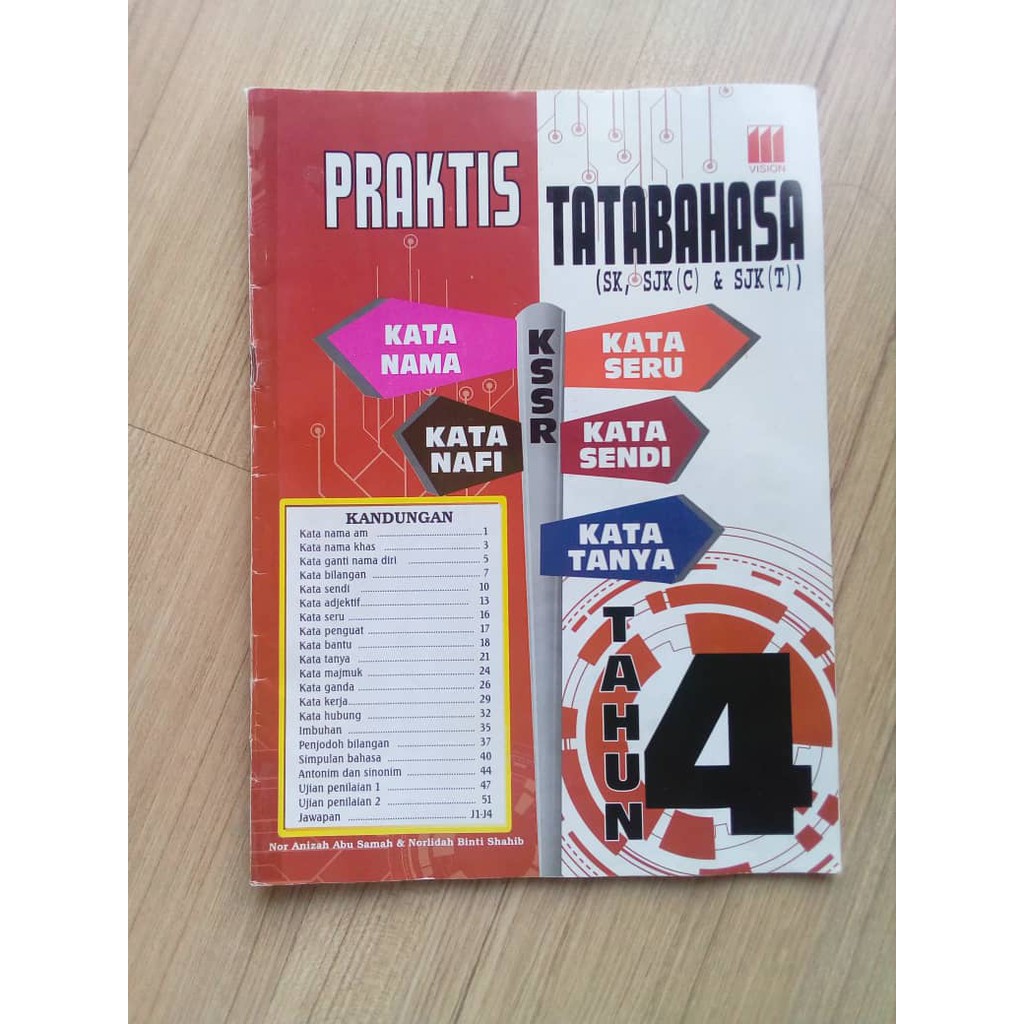 PRAKTIS
TATABAHASA
(SK, SJK(C) & SJK(T))
VISION
KSSR
KATA
NAMA
KATA
SERU
KATA
NAFI
KATA
SENDI
KATA
TANYA
KANDUNGAN
Kata nama am ........ 1
Kata nama khas ........ 3
Kata ganti nama diri ........ 5
Kata bilangan ........ 7
Kata sendi ........ 10
Kata adjektif ........ 13
Kata seru ........ 16
Kata penguat ........ 17
Kata bantu ........ 18
Kata tanya ........ 21
Kata majmuk ........ 24
Kata ganda ........ 26
Kata kerja ........ 29
Kata hubung ........ 32
Imbuhan ........ 35
Penjodoh bilangan ........ 37
Simpulan bahasa ........ 40
Antonim dan sinonim ........ 44
Ujian penilaian 1 ........ 47
Ujian penilaian 2 ........ 51
Jawapan ........ J1-J4
TAHUN
4
Nor Anizah Abu Samah & Norlidah Binti Shahib